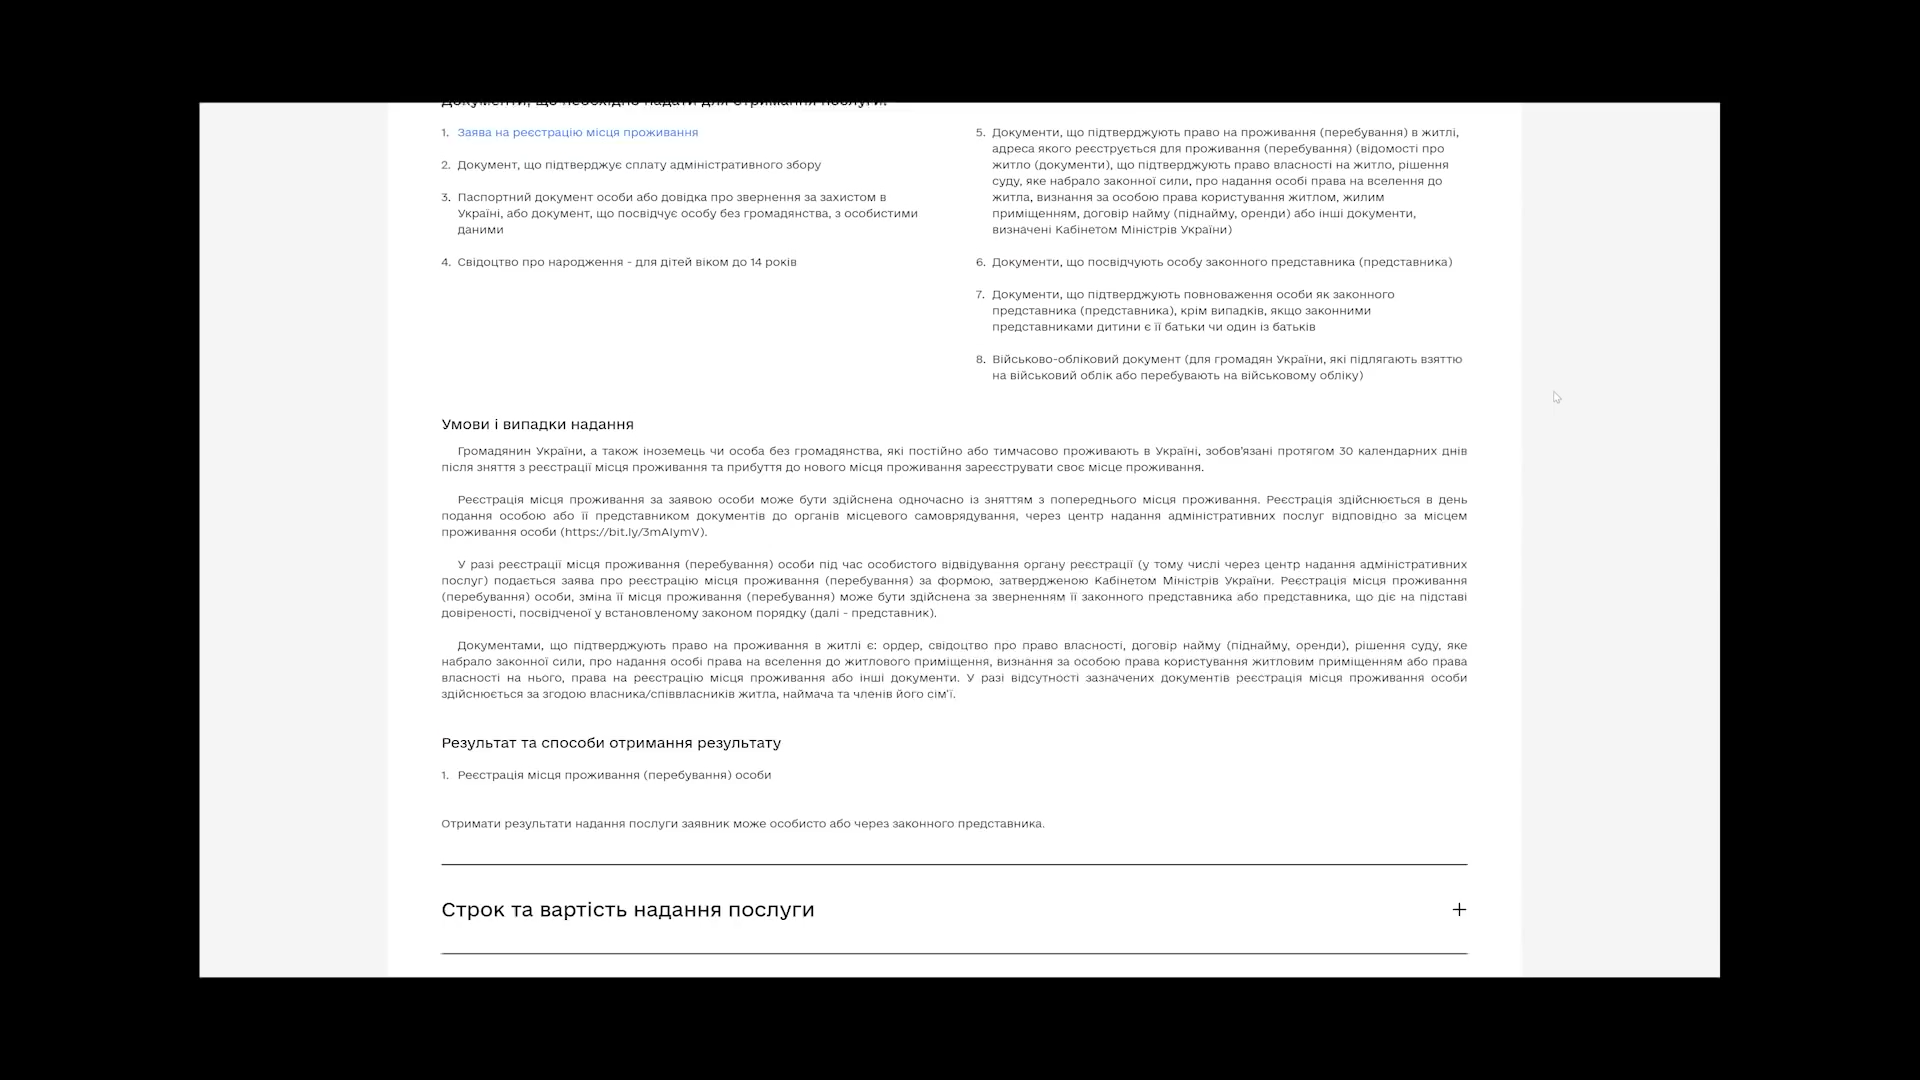 Документи, що необхідно надати для отримання послуги:
1. Заява на реєстрацію місця проживання
2. Документ, що підтверджує сплату адміністративного збору
3. Паспортний документ особи або довідка про звернення за захистом в
Україні, або документ, що посвідчує особу без громадянства, з особистими
даними
4. Свідоцтво про народження - для дітей віком до 14 років
5. Документи, що підтверджують право на проживання (перебування) в житлі,
адреса якого реєструється для проживання (перебування) (відомості про
житло (документи), що підтверджують право власності на житло, рішення
суду, яке набрало законної сили, про надання особі права на вселення до
житла, визнання за особою права користування житлом, жилим
приміщенням, договір найму (піднайму, оренди) або інші документи,
визначені Кабінетом Міністрів України)
6. Документи, що посвідчують особу законного представника (представника)
7. Документи, що підтверджують повноваження особи як законного
представника (представника), крім випадків, якщо законними
представниками дитини є її батьки чи один із батьків
8. Військово-обліковий документ (для громадян України, які підлягають взяттю
на військовий облік або перебувають на військовому обліку)
Умови і випадки надання
Громадянин України, а також іноземець чи особа без громадянства, які постійно або тимчасово проживають в Україні, зобов'язані протягом 30 календарних днів
після зняття з реєстрації місця проживання та прибуття до нового місця проживання зареєструвати своє місце проживання.
Реєстрація місця проживання за заявою особи може бути здійснена одночасно із зняттям з попереднього місця проживання. Реєстрація здійснюється в день
подання особою або її представником документів до органів місцевого самоврядування, через центр надання адміністративних послуг відповідно за місцем
проживання особи (https://bit.ly/3mAIymV).
У разі реєстрації місця проживання (перебування) особи під час особистого відвідування органу реєстрації (у тому числі через центр надання адміністративних
послуг) подається заява про реєстрацію місця проживання (перебування) за формою, затвердженою Кабінетом Міністрів України. Реєстрація місця проживання
(перебування) особи, зміна її місця проживання (перебування) може бути здійснена за зверненням її законного представника або представника, що діє на підставі
довіреності, посвідченої у встановленому законом порядку (далі - представник).
Документами, що підтверджують право на проживання в житлі є: ордер, свідоцтво про право власності, договір найму (піднайму, оренди), рішення суду, яке
набрало законної сили, про надання особі права на вселення до житлового приміщення, визнання за особою права користування житловим приміщенням або права
власності на нього, права на реєстрацію місця проживання або інші документи. У разі відсутності зазначених документів реєстрація місця проживання особи
здійснюється за згодою власника/співвласників житла, наймача та членів його сім'ї.
Результат та способи отримання результату
1. Реєстрація місця проживання (перебування) особи
Отримати результати надання послуги заявник може особисто або через законного представника.
Строк та вартість надання послуги +